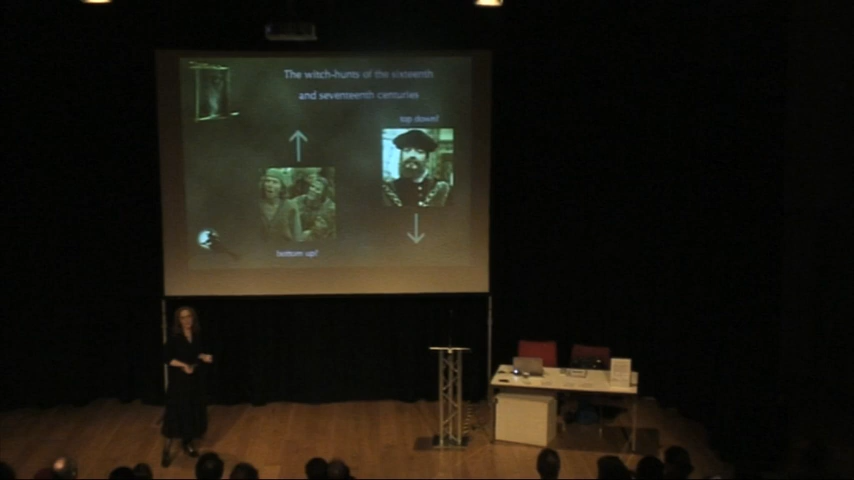 The witch-hunts of the sixteenth
and seventeenth centuries
top down?
bottom up?